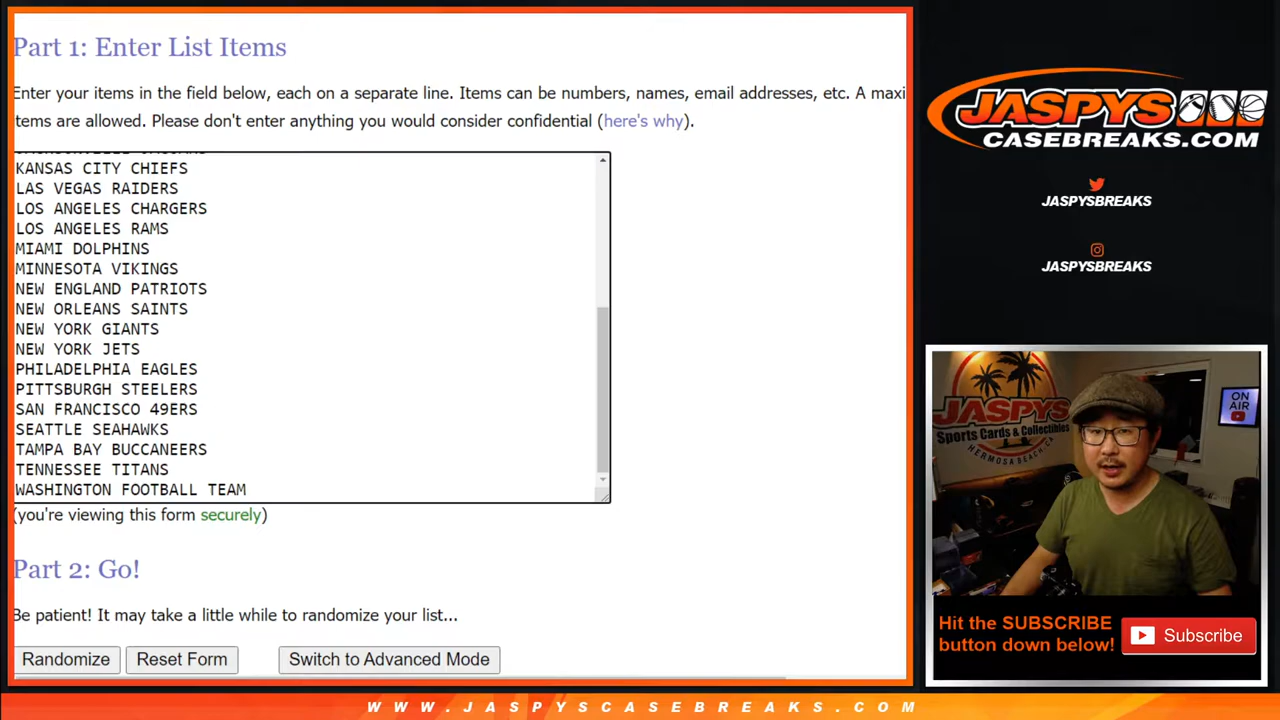 Part 1: Enter List Items
Enter your items in the field below, each on a separate line. Items can be numbers, names, email addresses, etc. A maxi
tems are allowed. Please don't enter anything you would consider confidential (here's why).
KANSAS CITY CHIEFS
LAS VEGAS RAIDERS
LOS ANGELES CHARGERS
LOS ANGELES RAMS
MIAMI DOLPHINS
MINNESOTA VIKINGS
NEW ENGLAND PATRIOTS
NEW ORLEANS SAINTS
NEW YORK GIANTS
NEW YORK JETS
PHILADELPHIA EAGLES
PITTSBURGH STEELERS
SAN FRANCISCO 49ERS
SEATTLE SEAHAWKS
TAMPA BAY BUCCANEERS
TENNESSEE TITANS
WASHINGTON FOOTBALL TEAM
(you're viewing this form securely)
Part 2: Go!
Be patient! It may take a little while to randomize your list...
Randomize
Reset Form
Switch to Advanced Mode
JASPYS
CASEBREAKS.COM
JASPYSBREAKS
JASPYSBREAKS
JASPYS
Sports Cards & Collectibles
HERMOSA BEACH, CA
ON
AIR
Hit the SUBSCRIBE
button down below!
Subscribe
WWW.JASPYSCASEBREAKS.COM